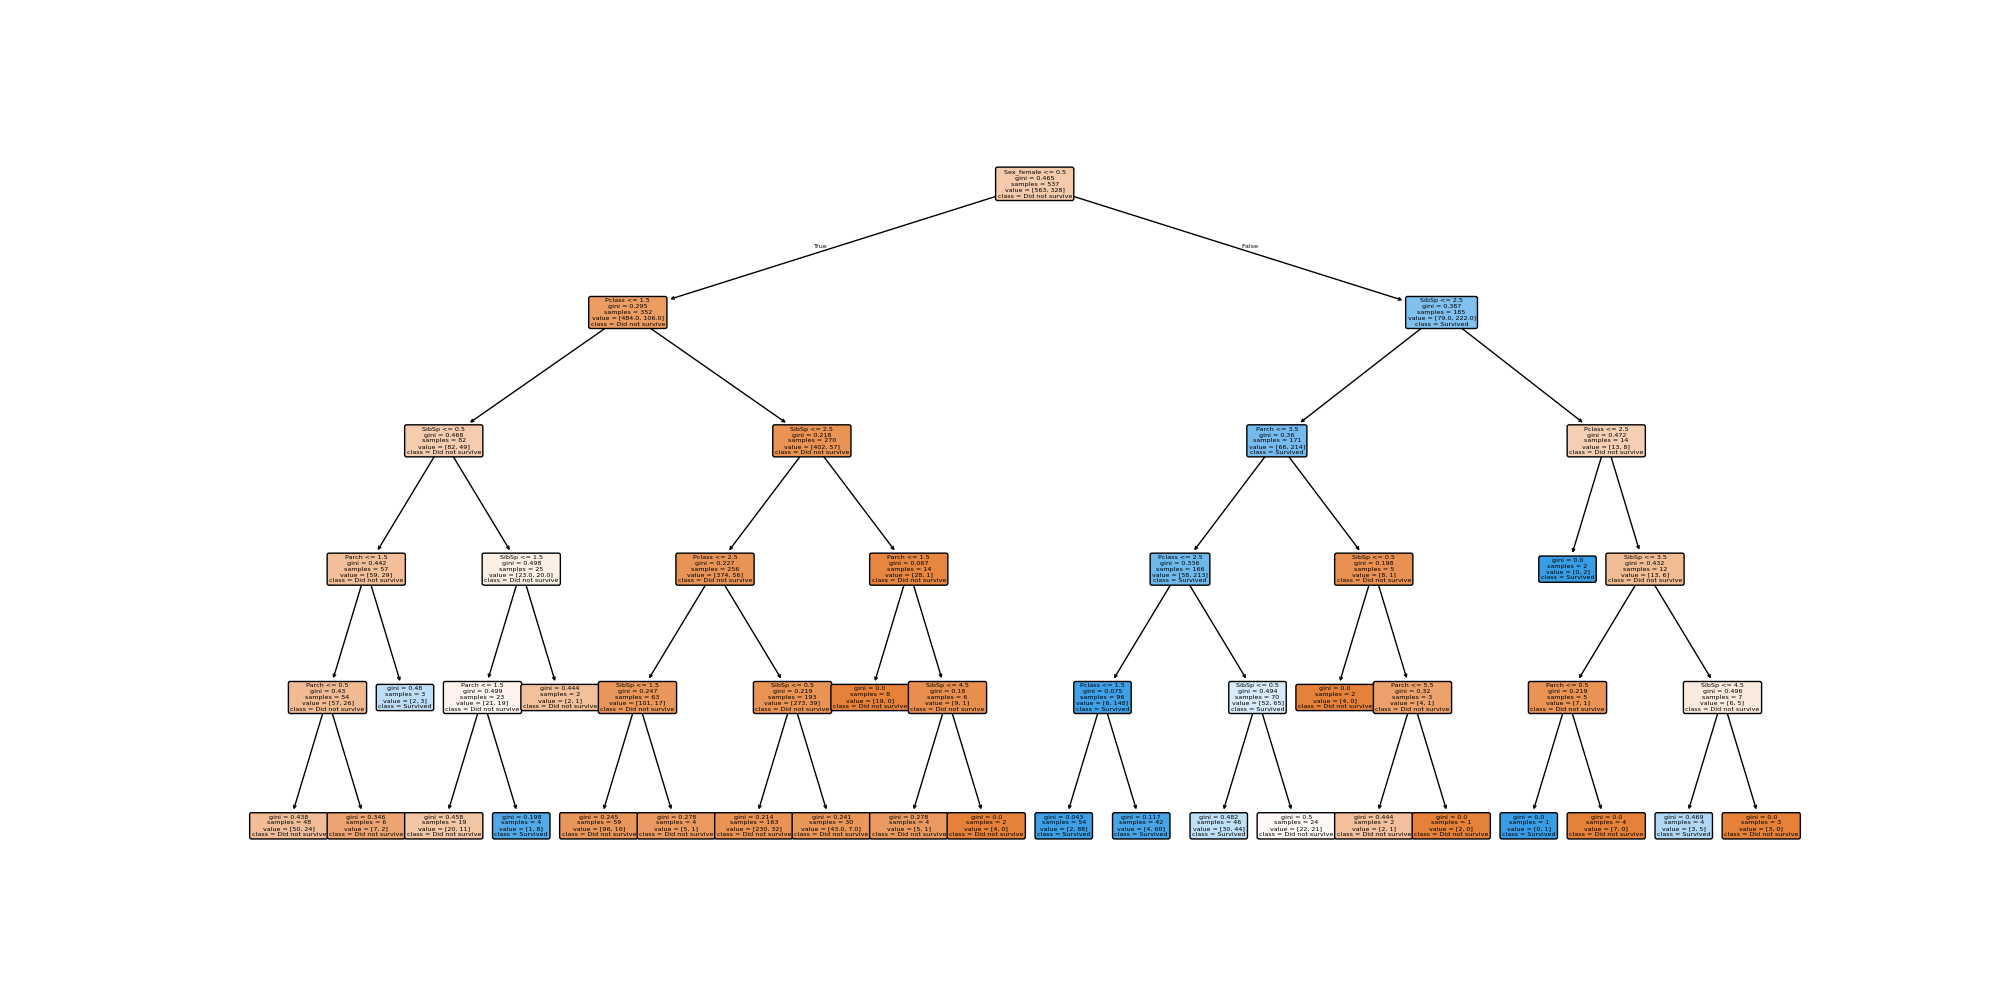 Sex_female <= 0.5
gini = 0.465
samples = 537
value = [563, 328]
class = Did not survive
True
False
Pclass <= 1.5
gini = 0.295
samples = 352
value = [484.0, 106.0]
class = Did not survive
SibSp <= 2.5
gini = 0.387
samples = 185
value = [79.0, 222.0]
class = Survived
SibSp <= 0.5
gini = 0.468
samples = 82
value = [82, 49]
class = Did not survive
SibSp <= 2.5
gini = 0.218
samples = 270
value = [402, 57]
class = Did not survive
Parch <= 3.5
gini = 0.36
samples = 171
value = [66, 214]
class = Survived
Pclass <= 2.5
gini = 0.472
samples = 14
value = [13, 8]
class = Did not survive
Parch <= 1.5
gini = 0.442
samples = 57
value = [59, 29]
class = Did not survive
SibSp <= 1.5
gini = 0.498
samples = 25
value = [23.0, 20.0]
class = Did not survive
Pclass <= 2.5
gini = 0.227
samples = 256
value = [374, 56]
class = Did not survive
Parch <= 1.5
gini = 0.067
samples = 14
value = [28, 1]
class = Did not survive
Pclass <= 2.5
gini = 0.336
samples = 166
value = [58, 213]
class = Survived
SibSp <= 0.5
gini = 0.198
samples = 5
value = [8, 1]
class = Did not survive
gini = 0.0
samples = 2
value = [0, 2]
class = Survived
SibSp <= 3.5
gini = 0.432
samples = 12
value = [13, 6]
class = Did not survive
Parch <= 0.5
gini = 0.43
samples = 54
value = [57, 26]
class = Did not survive
gini = 0.48
samples = 3
value = [2, 3]
class = Survived
Parch <= 1.5
gini = 0.499
samples = 23
value = [21, 19]
class = Did not survive
gini = 0.444
samples = 2
value = [2, 1]
class = Did not survive
SibSp <= 1.5
gini = 0.247
samples = 63
value = [101, 17]
class = Did not survive
SibSp <= 0.5
gini = 0.219
samples = 193
value = [273, 39]
class = Did not survive
gini = 0.0
samples = 8
value = [19, 0]
class = Did not survive
SibSp <= 4.5
gini = 0.18
samples = 6
value = [9, 1]
class = Did not survive
Pclass <= 1.5
gini = 0.075
samples = 96
value = [6, 148]
class = Survived
SibSp <= 0.5
gini = 0.494
samples = 70
value = [52, 65]
class = Survived
gini = 0.0
samples = 2
value = [4, 0]
class = Did not survive
Parch <= 5.5
gini = 0.32
samples = 3
value = [4, 1]
class = Did not survive
Parch <= 0.5
gini = 0.219
samples = 5
value = [7, 1]
class = Did not survive
SibSp <= 4.5
gini = 0.496
samples = 7
value = [6, 5]
class = Did not survive
gini = 0.438
samples = 48
value = [50, 24]
class = Did not survive
gini = 0.346
samples = 6
value = [7, 2]
class = Did not survive
gini = 0.458
samples = 19
value = [20, 11]
class = Did not survive
gini = 0.198
samples = 4
value = [1, 8]
class = Survived
gini = 0.245
samples = 59
value = [96, 16]
class = Did not survive
gini = 0.278
samples = 4
value = [5, 1]
class = Did not survive
gini = 0.214
samples = 163
value = [230, 32]
class = Did not survive
gini = 0.241
samples = 30
value = [43.0, 7.0]
class = Did not survive
gini = 0.278
samples = 4
value = [5, 1]
class = Did not survive
gini = 0.0
samples = 2
value = [4, 0]
class = Did not survive
gini = 0.043
samples = 54
value = [2, 88]
class = Survived
gini = 0.117
samples = 42
value = [4, 60]
class = Survived
gini = 0.482
samples = 46
value = [30, 44]
class = Survived
gini = 0.5
samples = 24
value = [22, 21]
class = Did not survive
gini = 0.444
samples = 2
value = [2, 1]
class = Did not survive
gini = 0.0
samples = 1
value = [2, 0]
class = Did not survive
gini = 0.0
samples = 1
value = [0, 1]
class = Survived
gini = 0.0
samples = 4
value = [7, 0]
class = Did not survive
gini = 0.469
samples = 4
value = [3, 5]
class = Survived
gini = 0.0
samples = 3
value = [3, 0]
class = Did not survive